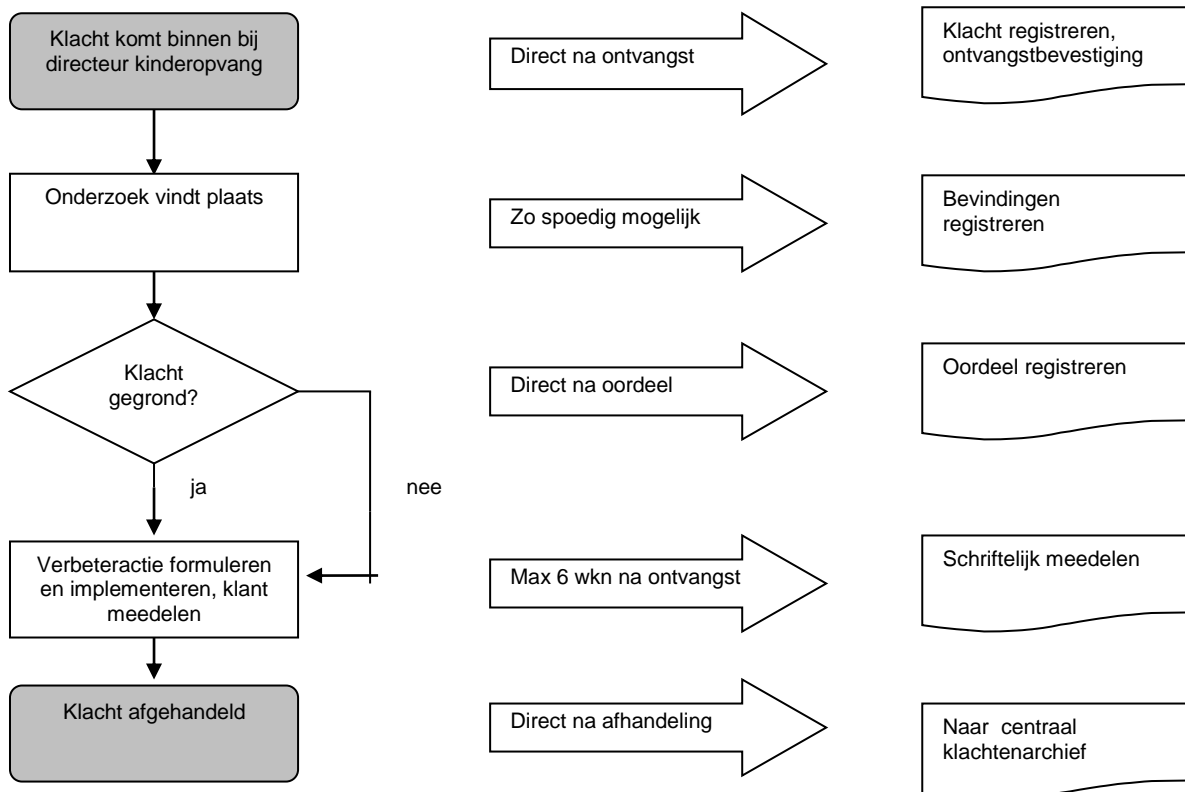 Klacht komt binnen bij
directeur kinderopvang
Direct na ontvangst
Klacht registreren,
ontvangstbevestiging
Onderzoek vindt plaats
Zo spoedig mogelijk
Bevindingen
registreren
Klacht
gegrond?
Direct na oordeel
Oordeel registreren
ja
nee
Verbeteractie formuleren
en implementeren, klant
meedelen
Max 6 wkn na ontvangst
Schriftelijk meedelen
Klacht afgehandeld
Direct na afhandeling
Naar centraal
klachtenarchief